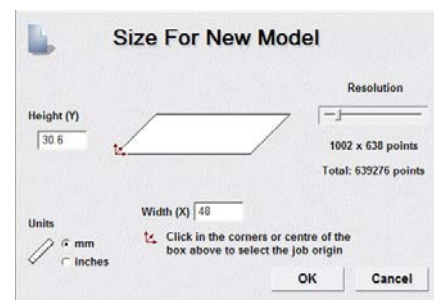 Size For New Model
Resolution
Height (Y)
30.6
1002 x 638 points
Total: 639276 points
Width (X) 48
Units
mm
inches
Click in the corners or centre of the
box above to select the job origin
OK Cancel